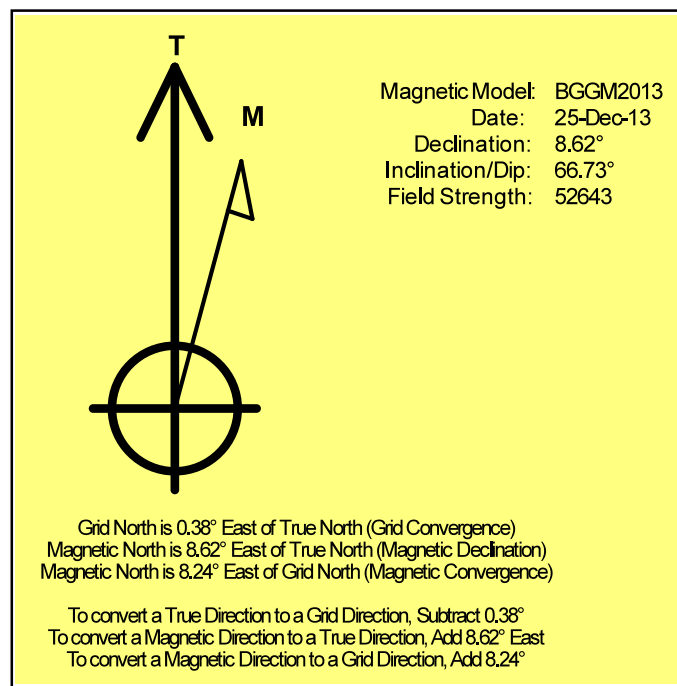 T
M
Magnetic Model: BGGM2013
Date: 25-Dec-13
Declination: 8.62°
Inclination/Dip: 66.73°
Field Strength: 52643
Grid North is 0.38° East of True North (Grid Convergence)
Magnetic North is 8.62° East of True North (Magnetic Declination)
Magnetic North is 8.24° East of Grid North (Magnetic Convergence)
To convert a True Direction to a Grid Direction, Subtract 0.38°
To convert a Magnetic Direction to a True Direction, Add 8.62° East
To convert a Magnetic Direction to a Grid Direction, Add 8.24°